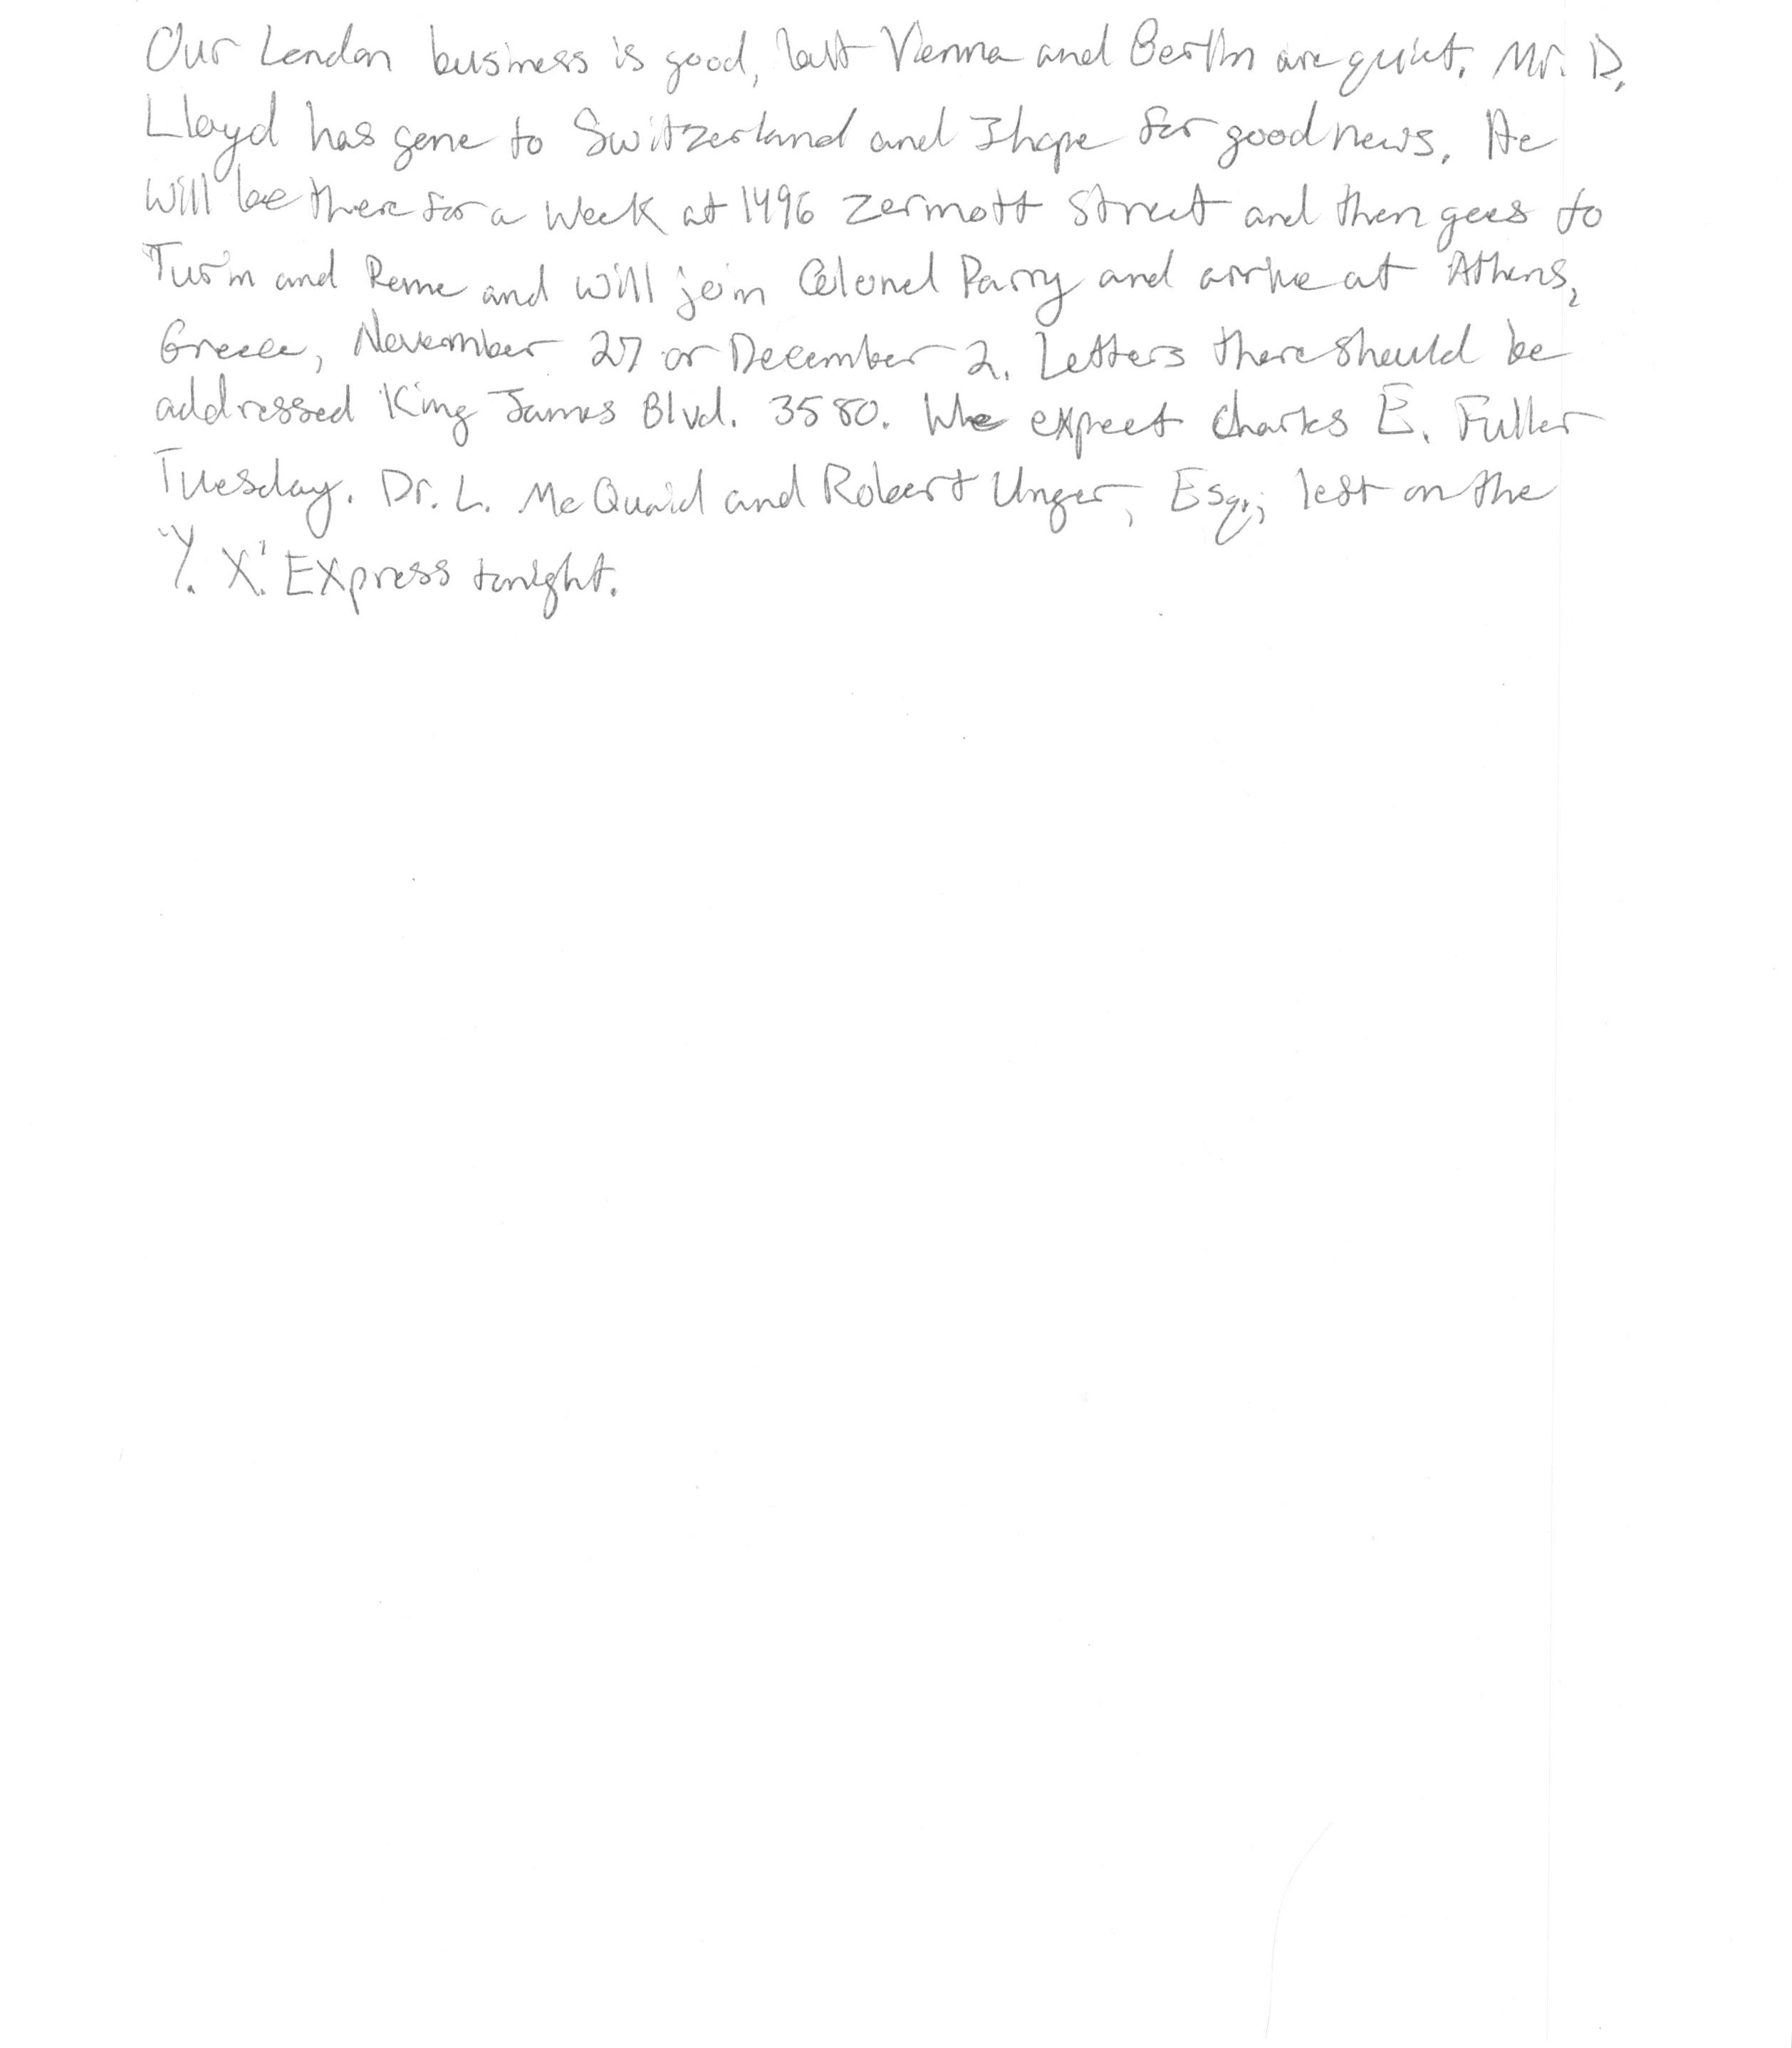 Our London business is good, but Vienna and Berlin are quiet. Mr. D.
Lloyd has gone to Switzerland and I hope for good news. He
will be there for a week at 1496 Zermott Street and then goes to
Turin and Rome and will join Colonel Parry and arrive at Athens,
Greece, November 27 or December 2. Letters there should be
addressed King James Blvd. 3580. We expect Charles E. Fuller
Tuesday. Dr. L. McQuaid and Robert Unger, Esq., left on the
'Y. X.' Express tonight.